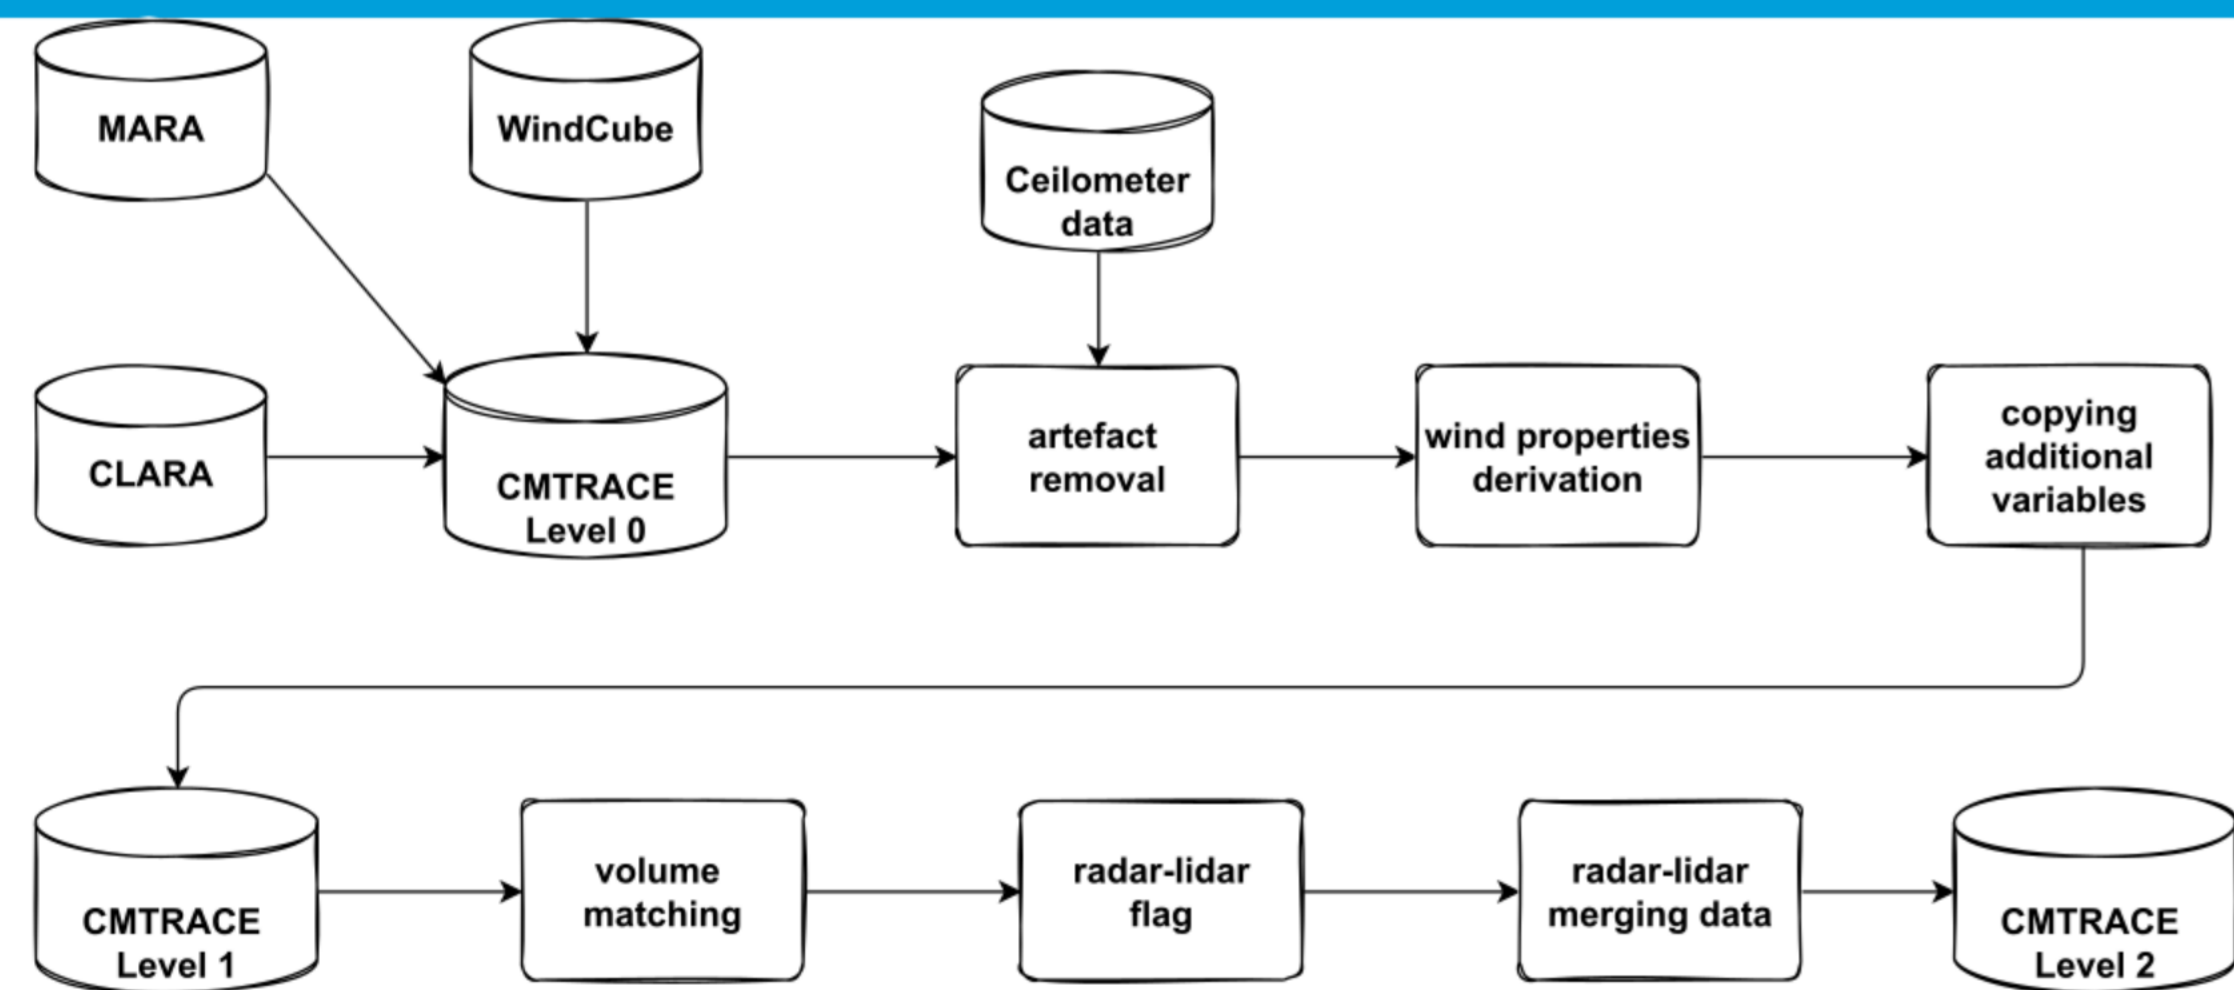 MARA
WindCube
Ceilometer
data
CLARA
CMTRACE
Level 0
artefact
removal
wind properties
derivation
copying
additional
variables
CMTRACE
Level 1
volume
matching
radar-lidar
flag
radar-lidar
merging data
CMTRACE
Level 2